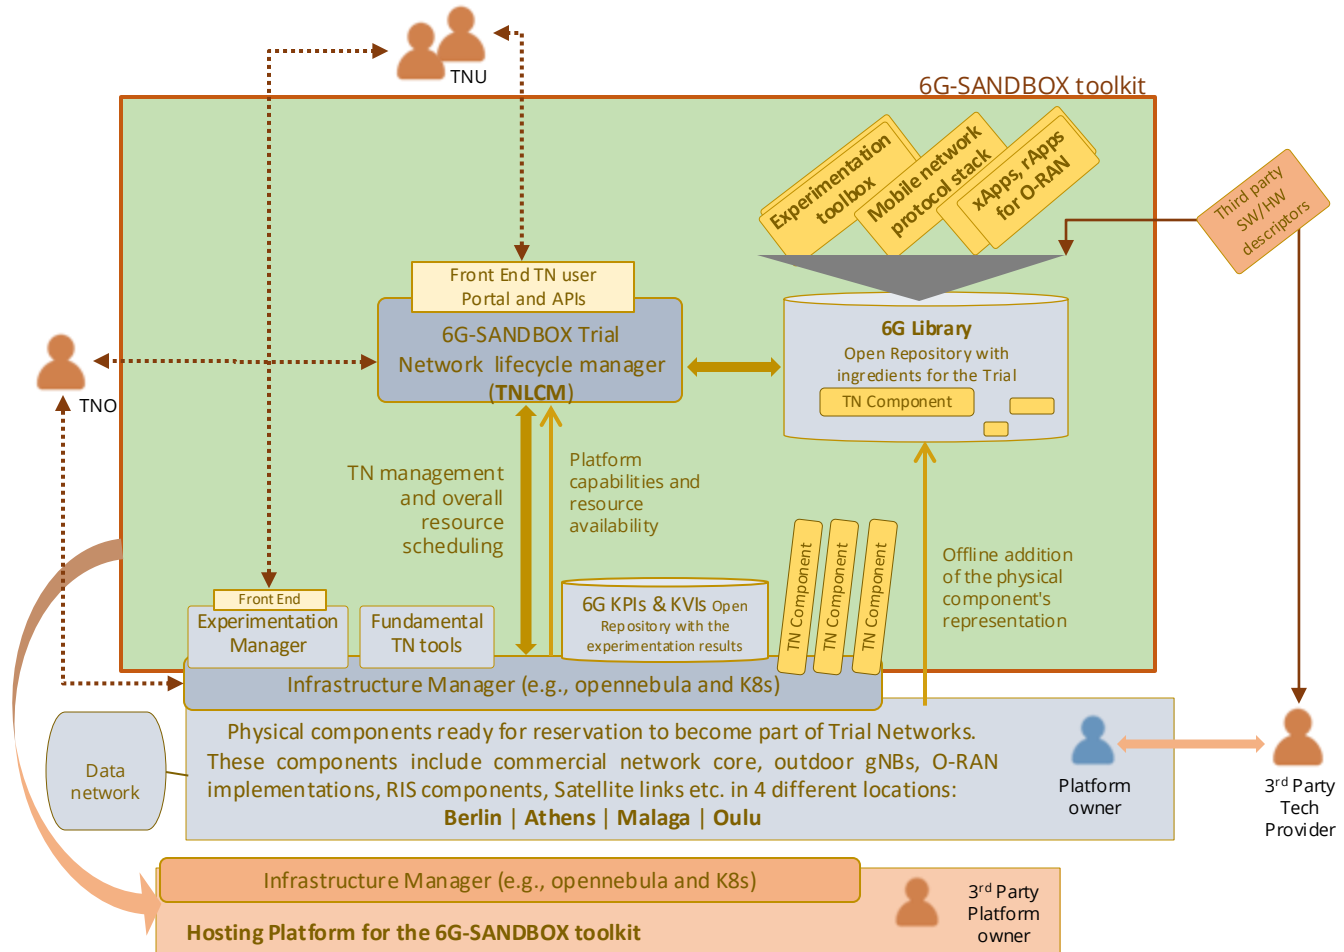 TNU
6G-SANDBOX toolkit
Experimentation
toolbox
Mobile network
protocol stack
xApps, rApps
for O-RAN
Third party
SW/HW
descriptors
Front End TN user
Portal and APIs
6G-SANDBOX Trial
Network lifecycle manager
(TNLCM)
6G Library
Open Repository with
ingredients for the Trial
TN Component
TNO
TN management
and overall
resource
scheduling
Platform
capabilities and
resource
availability
TN Component
TN Component
TN Component
Offline addition
of the physical
component's
representation
Front End
Experimentation
Manager
Fundamental
TN tools
6G KPIs & KVIs Open
Repository with the
experimentation results
Infrastructure Manager (e.g., opennebula and K8s)
Physical components ready for reservation to become part of Trial Networks.
These components include commercial network core, outdoor gNBs, O-RAN
implementations, RIS components, Satellite links etc. in 4 different locations:
Berlin | Athens | Malaga | Oulu
Data
network
Platform
owner
3rd Party
Tech
Provider
Infrastructure Manager (e.g., opennebula and K8s)
Hosting Platform for the 6G-SANDBOX toolkit
3rd Party
Platform
owner